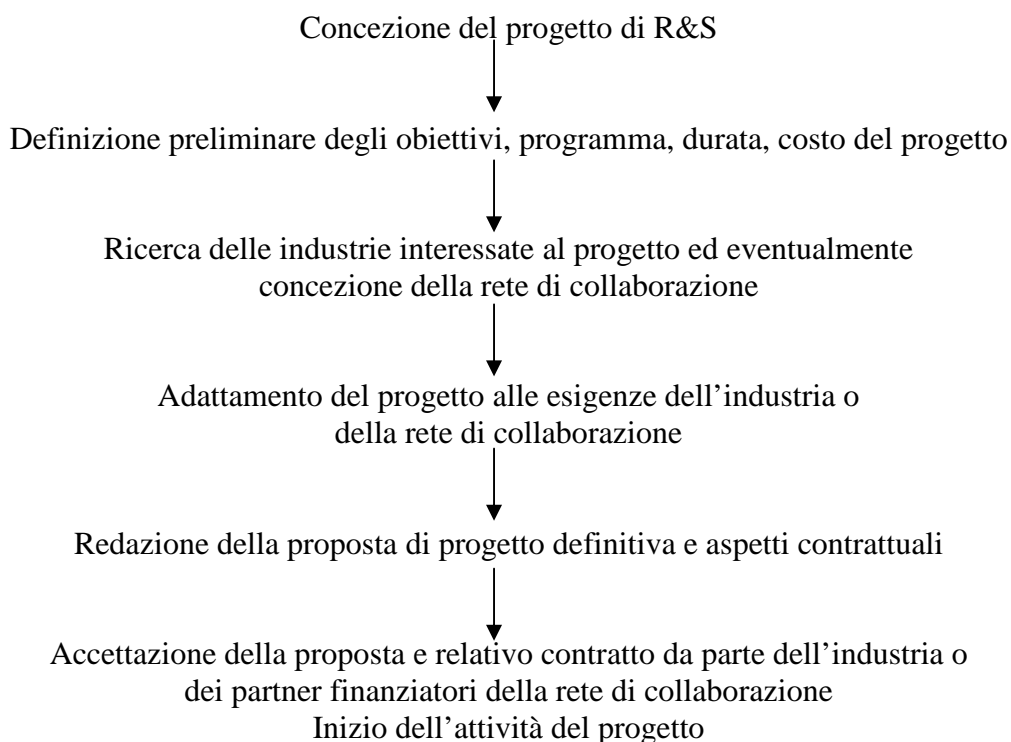 Concezione del progetto di R&S
Definizione preliminare degli obiettivi, programma, durata, costo del progetto
Ricerca delle industrie interessate al progetto ed eventualmente
concezione della rete di collaborazione
Adattamento del progetto alle esigenze dell’industria o
della rete di collaborazione
Redazione della proposta di progetto definitiva e aspetti contrattuali
Accettazione della proposta e relativo contratto da parte dell’industria o
dei partner finanziatori della rete di collaborazione
Inizio dell’attività del progetto